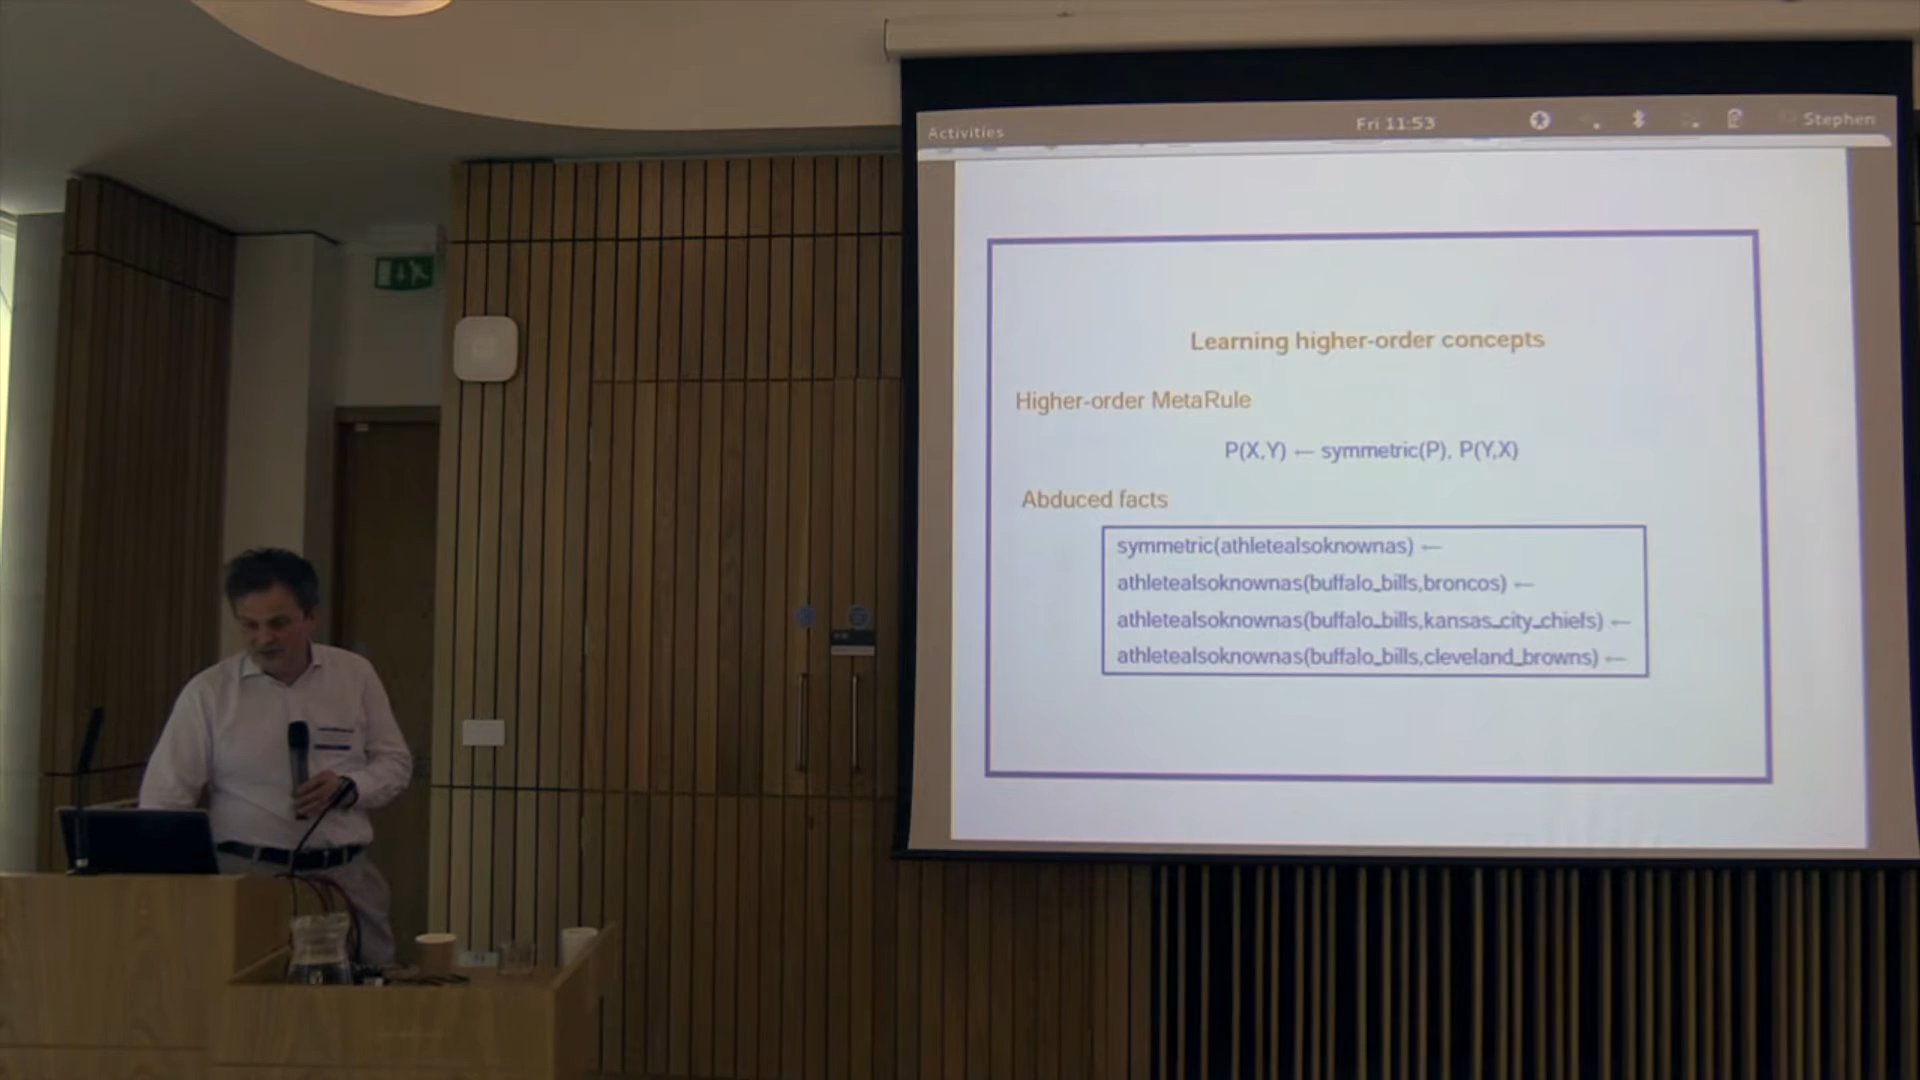 Activities
Fri 11:53
Stephen
Learning higher-order concepts
Higher-order MetaRule
P(X,Y) ← symmetric(P), P(Y,X)
Abduced facts
symmetric(athletealsoknownas) ←
athletealsoknownas(buffalo_bills,broncos) ←
athletealsoknownas(buffalo_bills,kansas_city_chiefs) ←
athletealsoknownas(buffalo_bills,cleveland_browns) ←